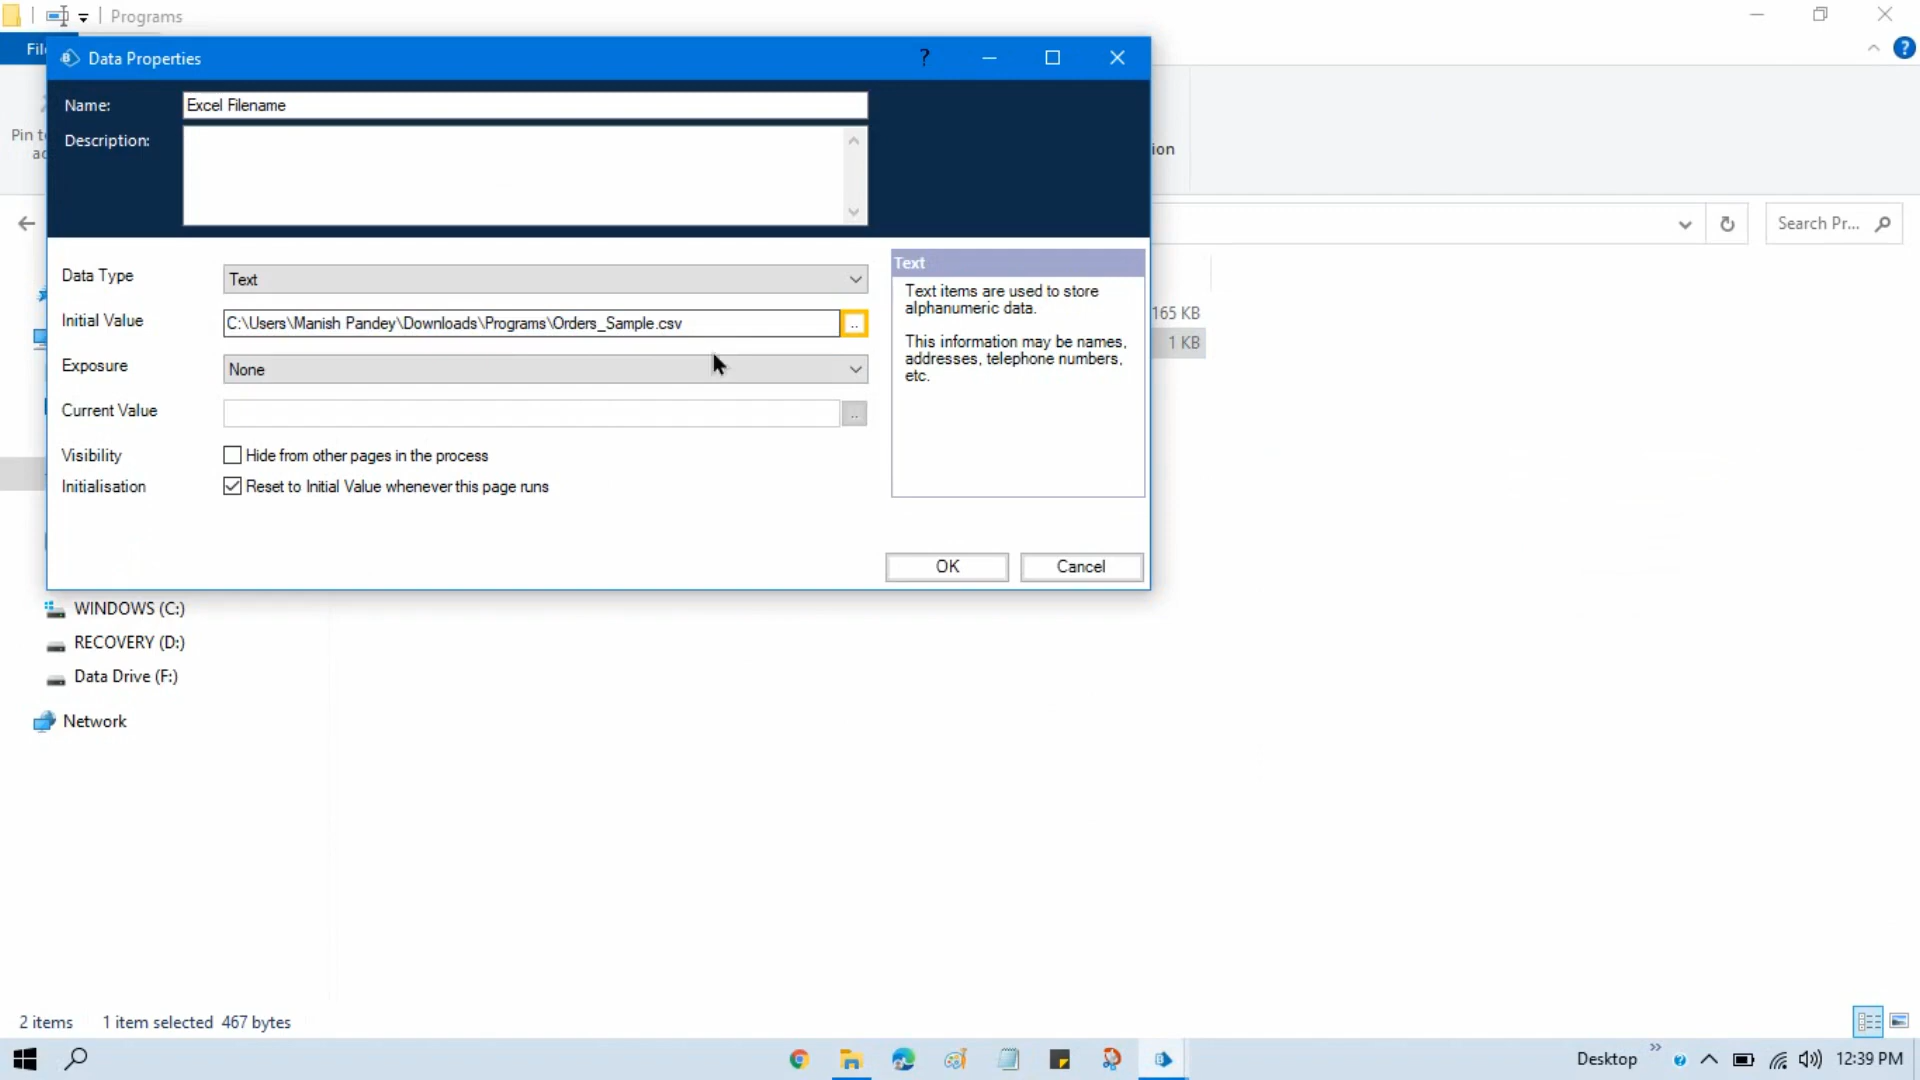 Programs
File
Data Properties
?
Name:
Excel Filename
Description:
Pin t
ac
ion
Search Pr...
Data Type
Text
Initial Value
C:\Users\Manish Pandey\Downloads\Programs\Orders_Sample.csv
..
Exposure
None
Current Value
..
Visibility
Hide from other pages in the process
Initialisation
Reset to Initial Value whenever this page runs
Text
Text items are used to store
alphanumeric data.
This information may be names,
addresses, telephone numbers,
etc.
165 KB
1 KB
OK
Cancel
WINDOWS (C:)
RECOVERY (D:)
Data Drive (F:)
Network
2 items
1 item selected 467 bytes
Desktop
12:39 PM